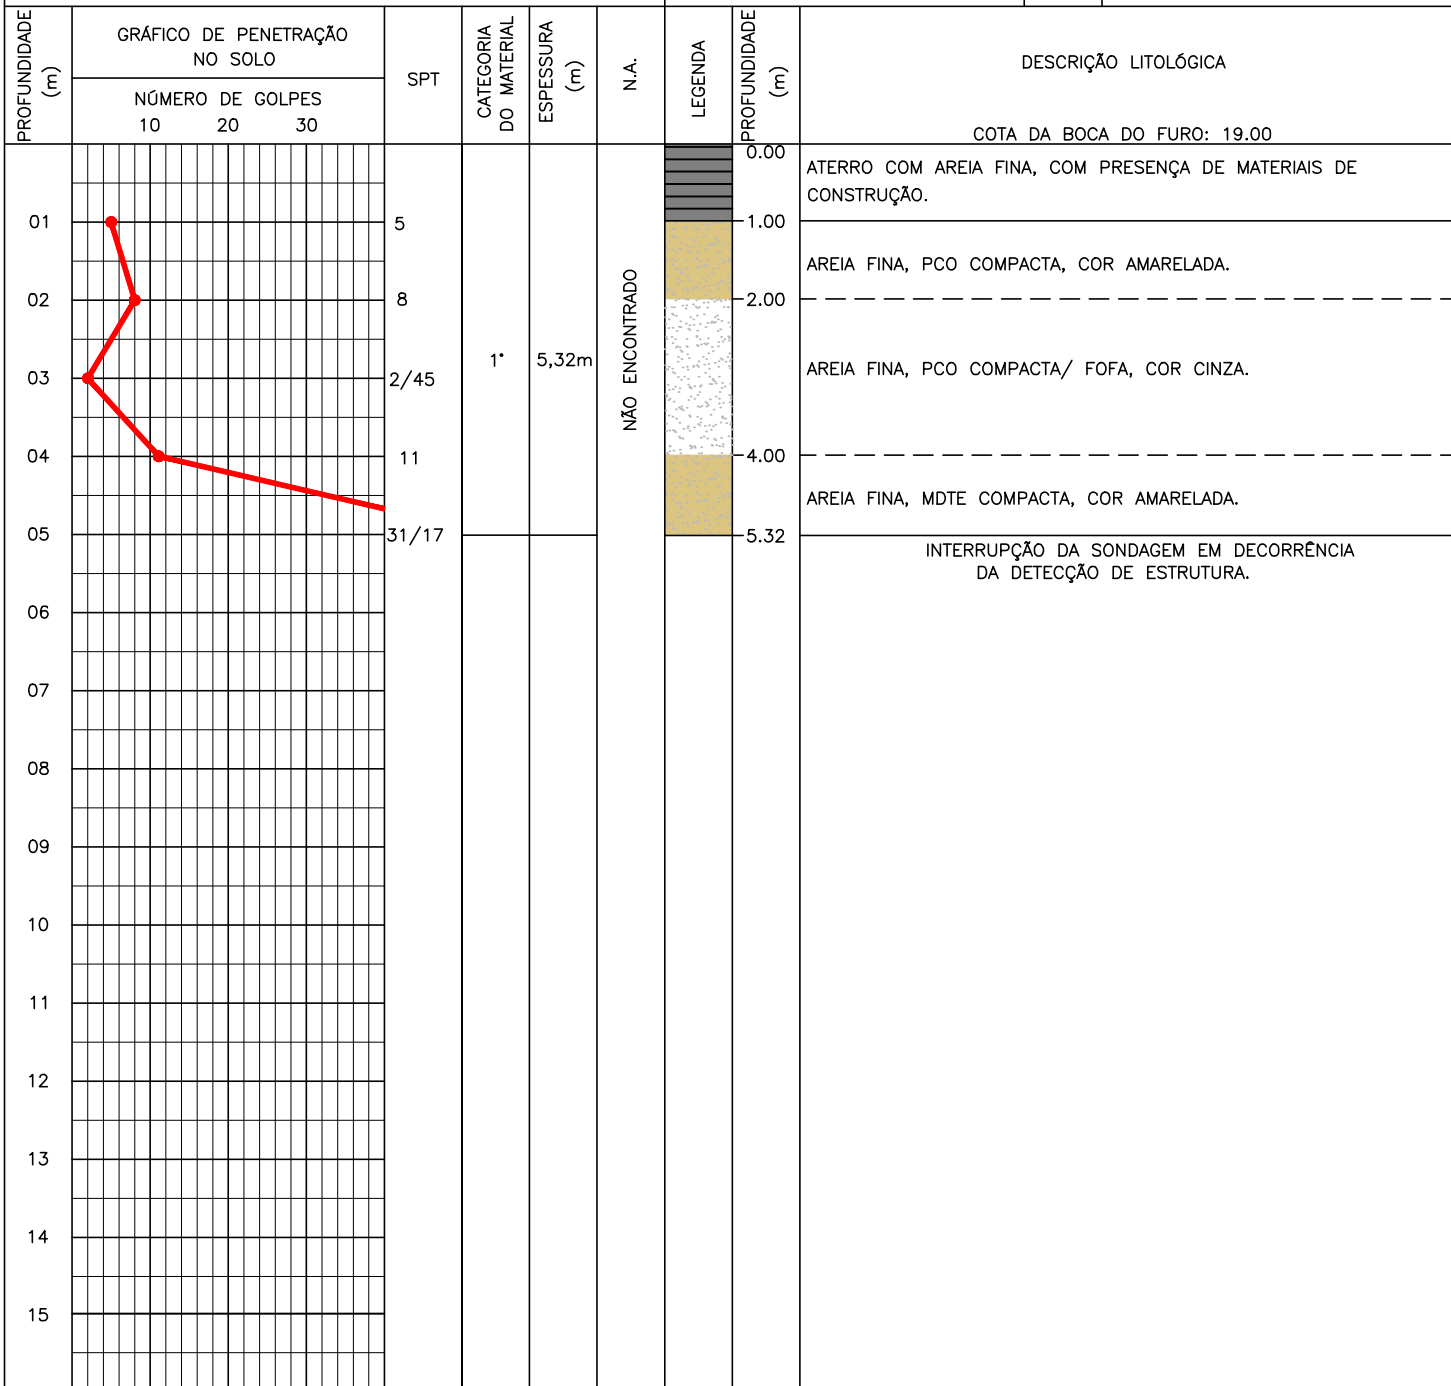 PROFUNDIDADE
(m)
GRÁFICO DE PENETRAÇÃO
NO SOLO
NÚMERO DE GOLPES
10 20 30
SPT
CATEGORIA
DO MATERIAL
ESPESSURA
(m)
N.A.
LEGENDA
PROFUNDIDADE
(m)
DESCRIÇÃO LITOLÓGICA
COTA DA BOCA DO FURO: 19.00
0.00
ATERRO COM AREIA FINA, COM PRESENÇA DE MATERIAIS DE
CONSTRUÇÃO.
01
5
1.00
AREIA FINA, PCO COMPACTA, COR AMARELADA.
02
8
2.00
1°
5,32m
NÃO ENCONTRADO
AREIA FINA, PCO COMPACTA/ FOFA, COR CINZA.
03
2/45
04
11
4.00
AREIA FINA, MDTE COMPACTA, COR AMARELADA.
05
31/17
5.32
INTERRUPÇÃO DA SONDAGEM EM DECORRÊNCIA
DA DETECÇÃO DE ESTRUTURA.
06
07
08
09
10
11
12
13
14
15